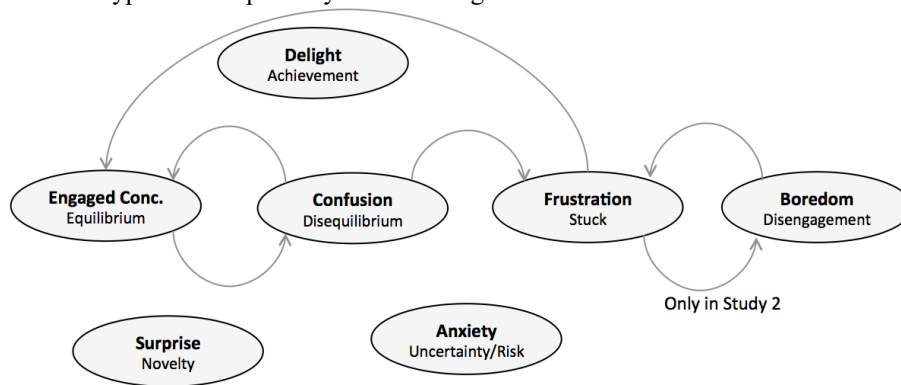 Delight
Achievement
Engaged Conc.
Equilibrium
Confusion
Disequilibrium
Frustration
Stuck
Boredom
Disengagement
Only in Study 2
Surprise
Novelty
Anxiety
Uncertainty/Risk